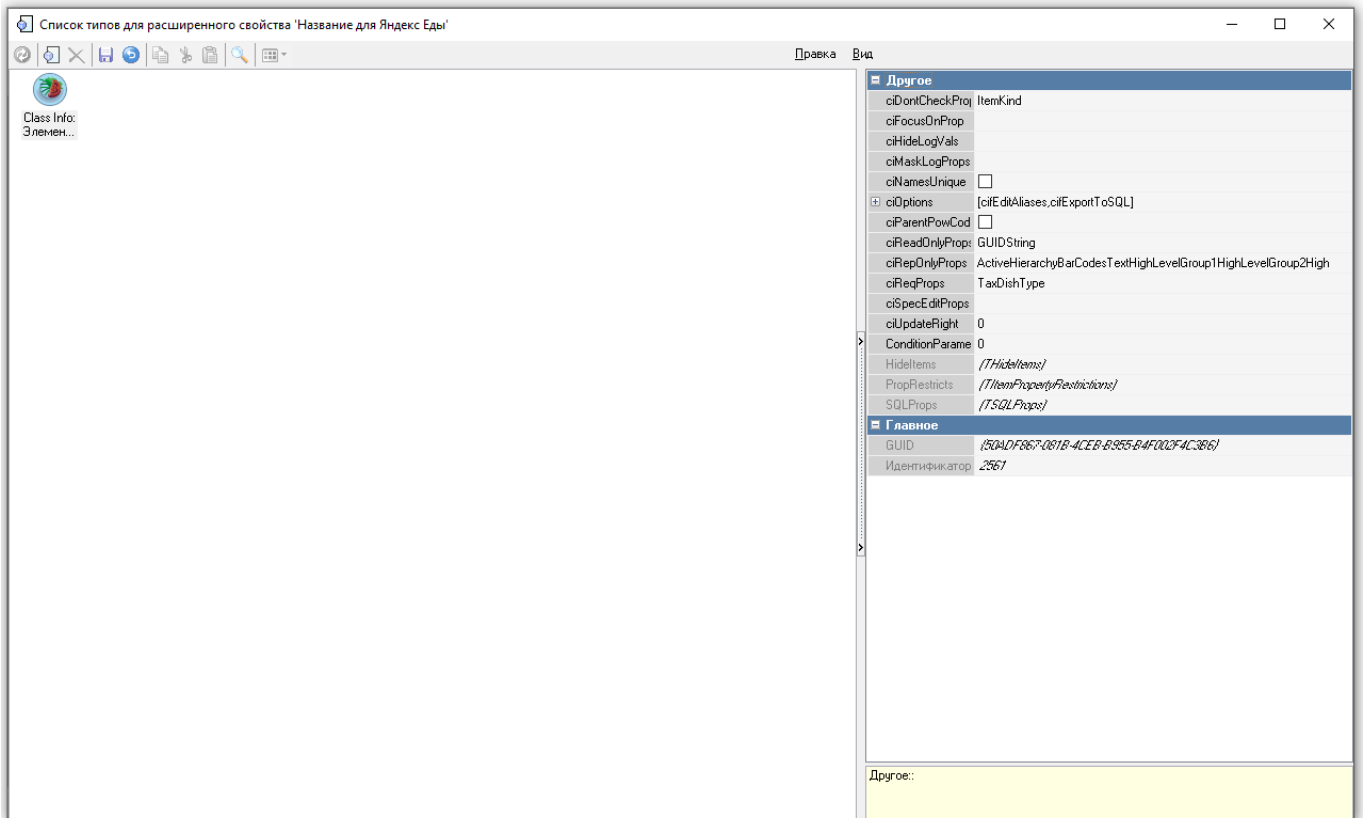 Список типов для расширенного свойства 'Название для Яндекс Еды'
Правка Вид
Class Info:
Элемен...
Другое
ciDontCheckProp ItemKind
ciFocusOnProp
ciHideLogVals
ciMaskLogProps
ciNamesUnique
ciOptions [cifEditAliases,cifExportToSQL]
ciParentPowCod
ciReadOnlyProps GUIDString
ciRepOnlyProps ActiveHierarchyBarCodesTextHighLevelGroup1HighLevelGroup2High
ciReqProps TaxDishType
ciSpecEditProps
ciUpdateRight 0
ConditionParame 0
HideItems (THideItems)
PropRestricts (TItemPropertyRestrictions)
SQLProps (TSQLProps)
Главное
GUID {50ADF867-081B-4CEB-B955-B4F002F4C3B6}
Идентификатор 2561
Другое::